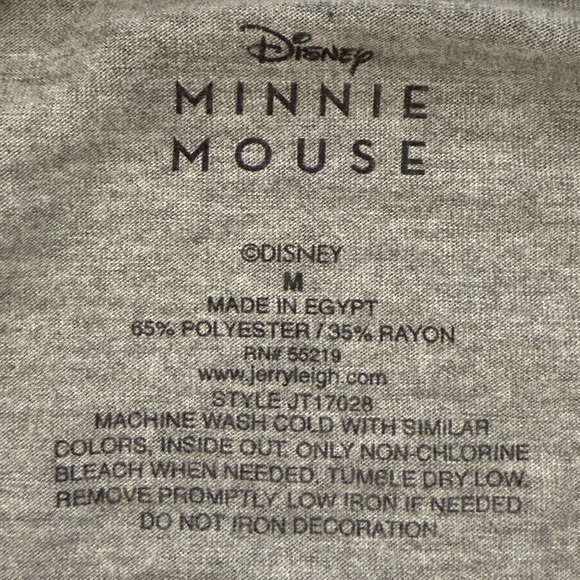 Disney
MINNIE
MOUSE
©DISNEY
M
MADE IN EGYPT
65% POLYESTER / 35% RAYON
RN# 55219
www.jerryleigh.com
STYLE JT17028
MACHINE WASH COLD WITH SIMILAR
COLORS, INSIDE OUT. ONLY NON-CHLORINE
BLEACH WHEN NEEDED. TUMBLE DRY LOW.
REMOVE PROMPTLY. LOW IRON IF NEEDED.
DO NOT IRON DECORATION.